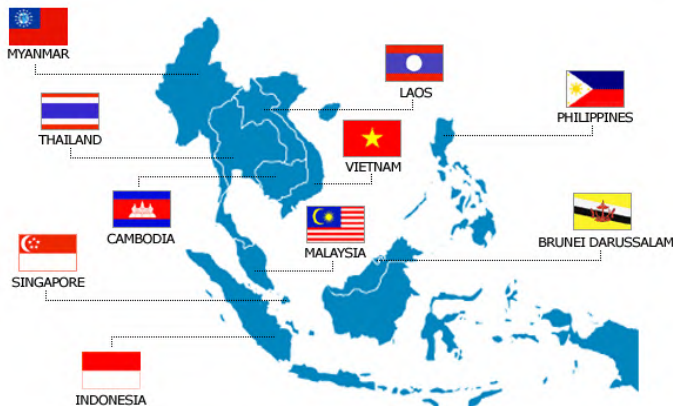 MYANMAR
LAOS
PHILIPPINES
THAILAND
VIETNAM
CAMBODIA
MALAYSIA
BRUNEI DARUSSALAM
SINGAPORE
INDONESIA